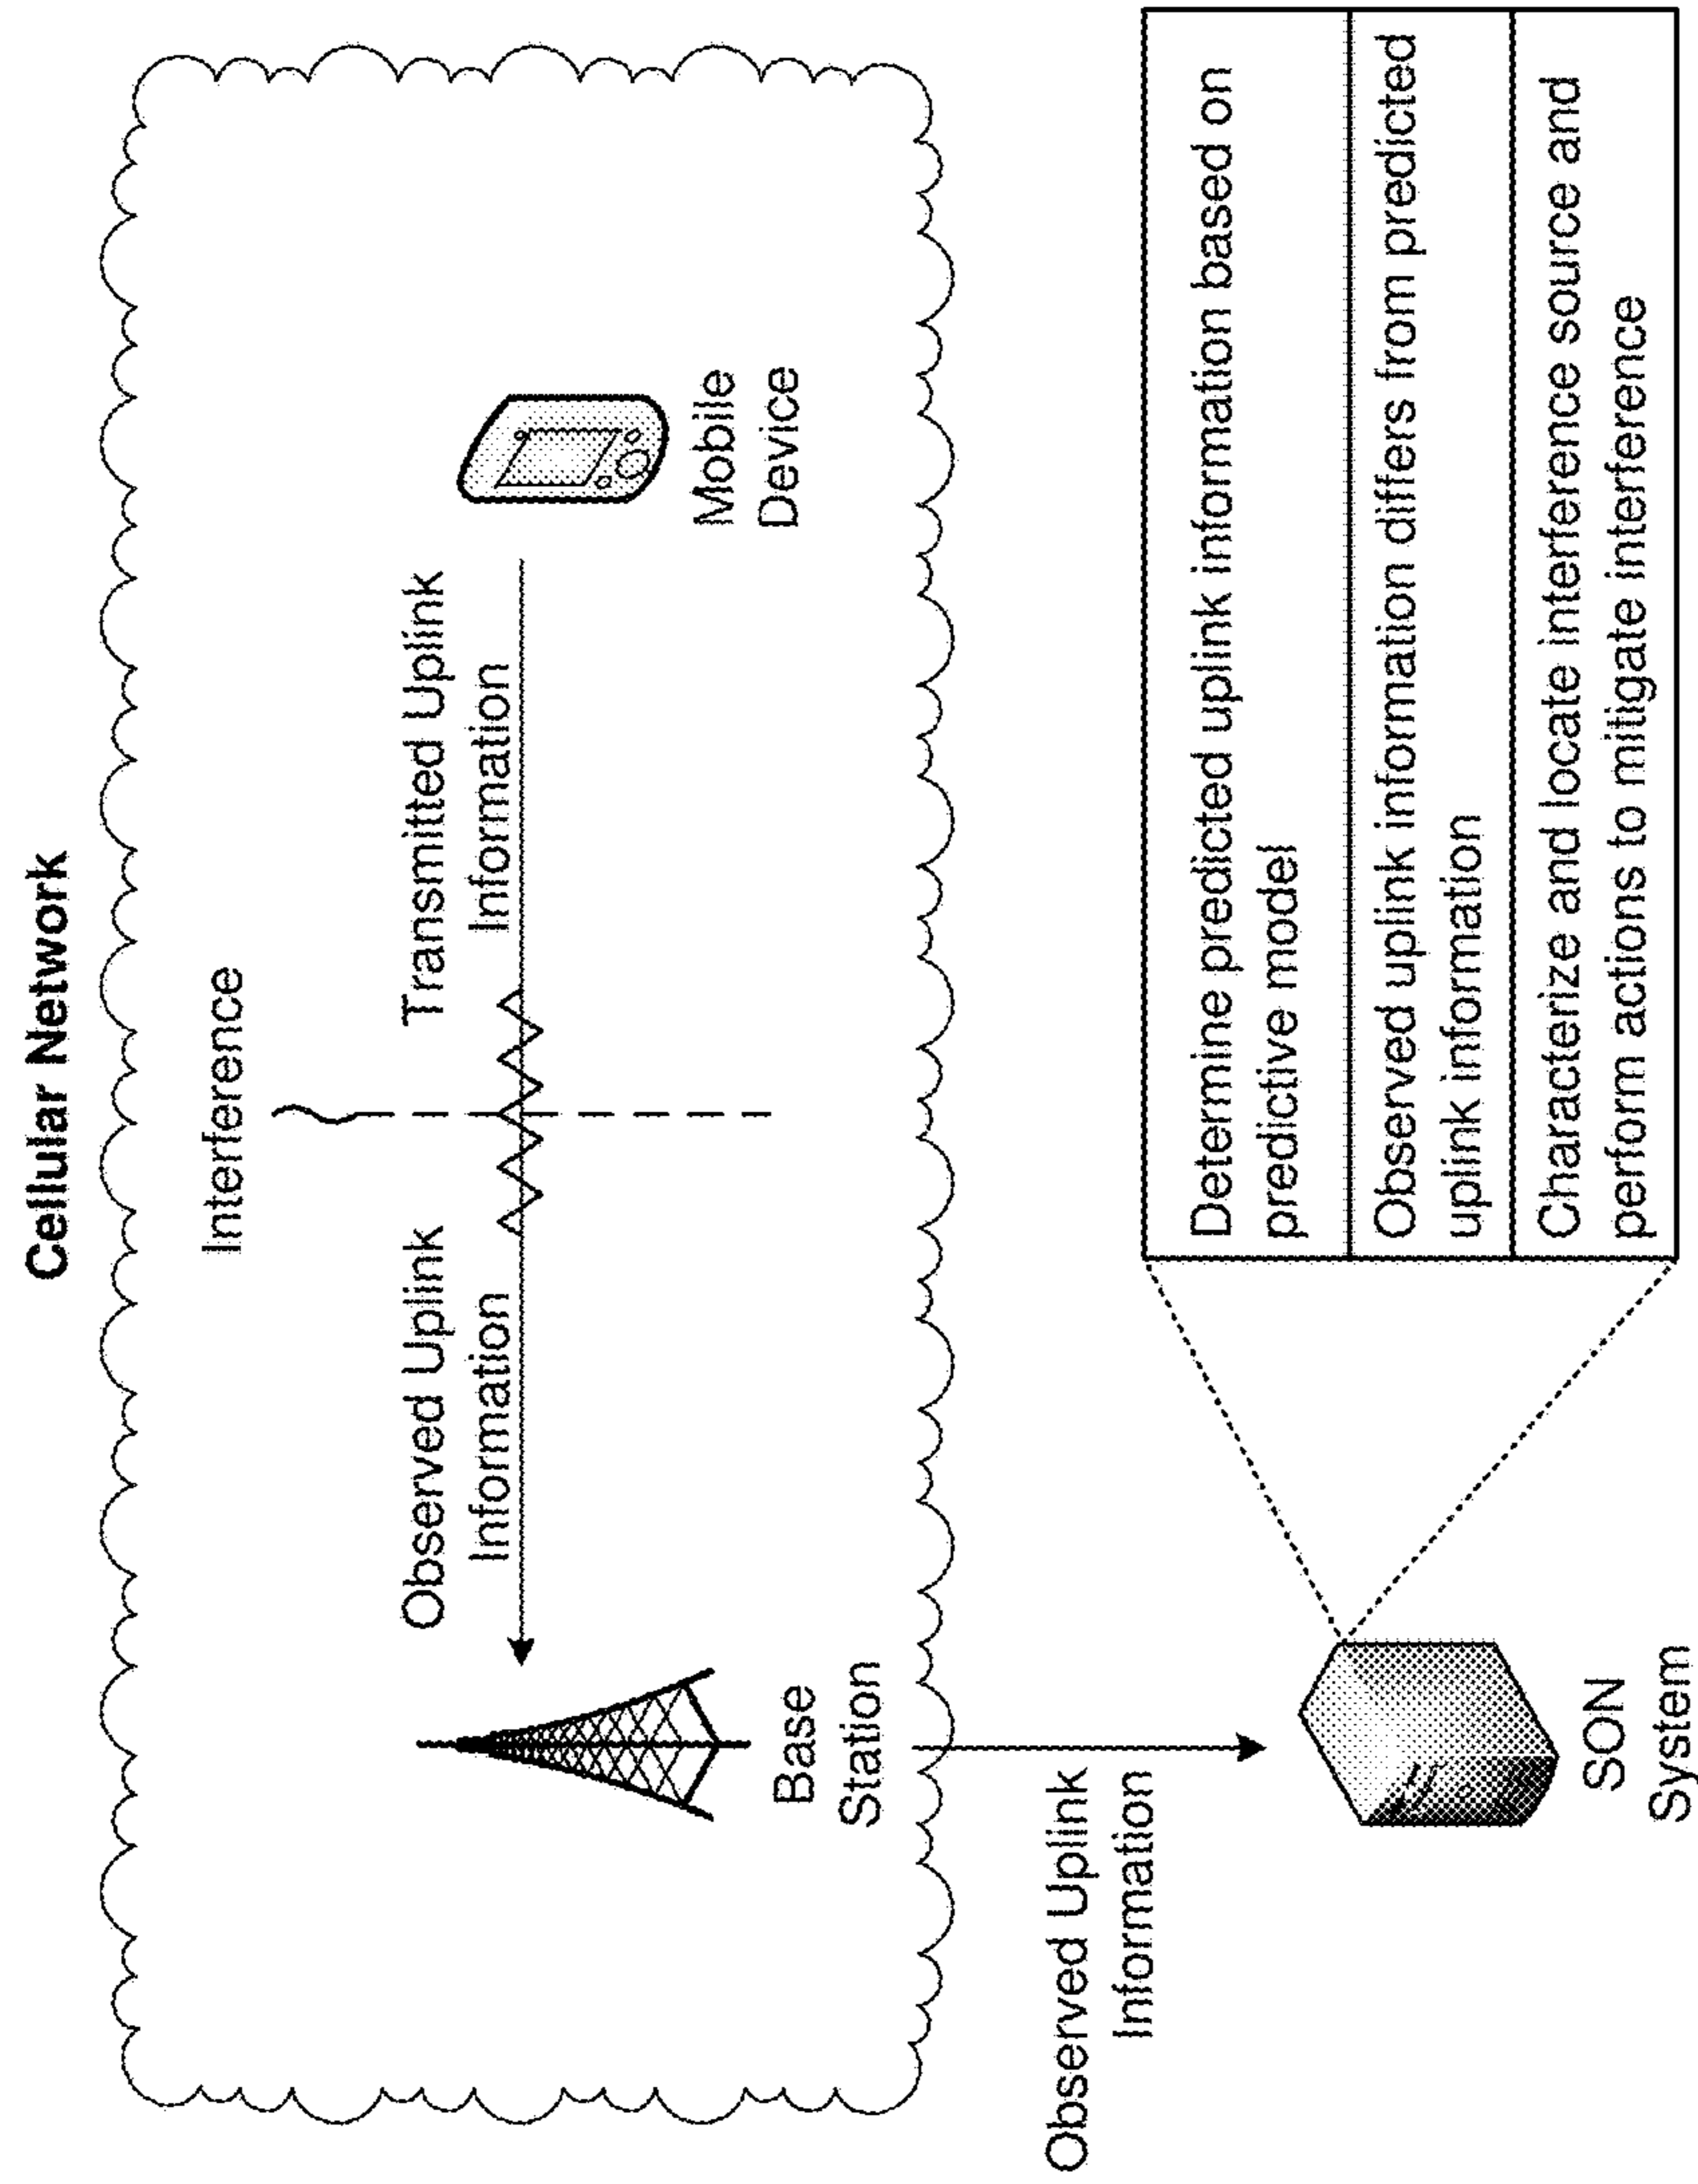 Cellular Network
Interference
Observed Uplink
Information
Transmitted Uplink
Information
Base
Station
Mobile
Device
Observed Uplink
Information
SON
System
Determine predicted uplink information based on
predictive model
Observed uplink information differs from predicted
uplink information
Characterize and locate interference source and
perform actions to mitigate interference